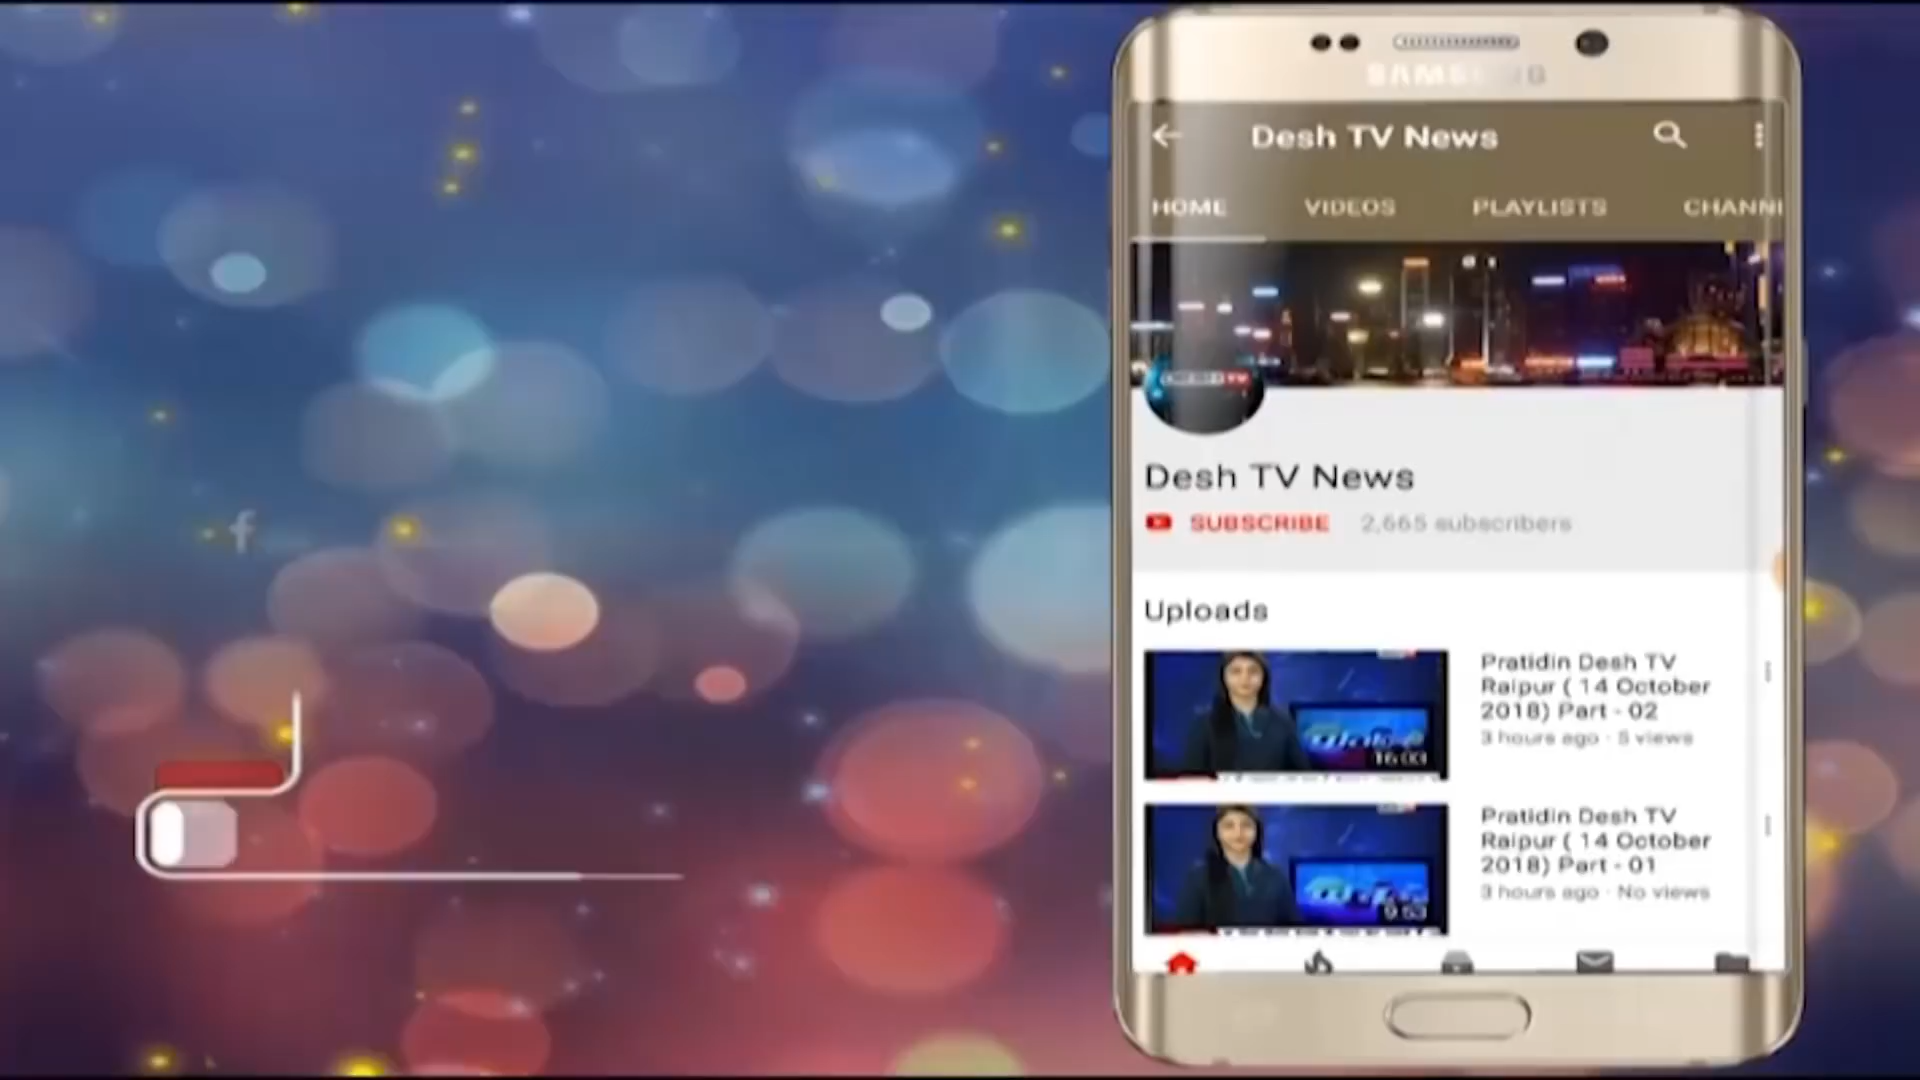 SAMSUNG
Desh TV News
HOME VIDEOS PLAYLISTS CHANNE
Desh TV News
SUBSCRIBE 2,665 subscribers
Uploads
Pratidin Desh TV
Raipur ( 14 October
2018) Part - 02
3 hours ago · 5 views
16:03
Pratidin Desh TV
Raipur ( 14 October
2018) Part - 01
3 hours ago · No views
9:53